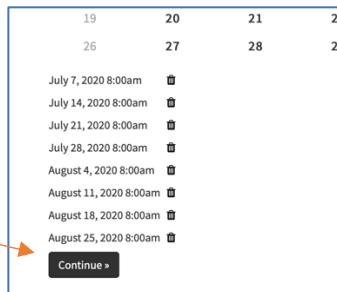 19 20 21 2
26 27 28 2
July 7, 2020 8:00am
July 14, 2020 8:00am
July 21, 2020 8:00am
July 28, 2020 8:00am
August 4, 2020 8:00am
August 11, 2020 8:00am
August 18, 2020 8:00am
August 25, 2020 8:00am
Continue »